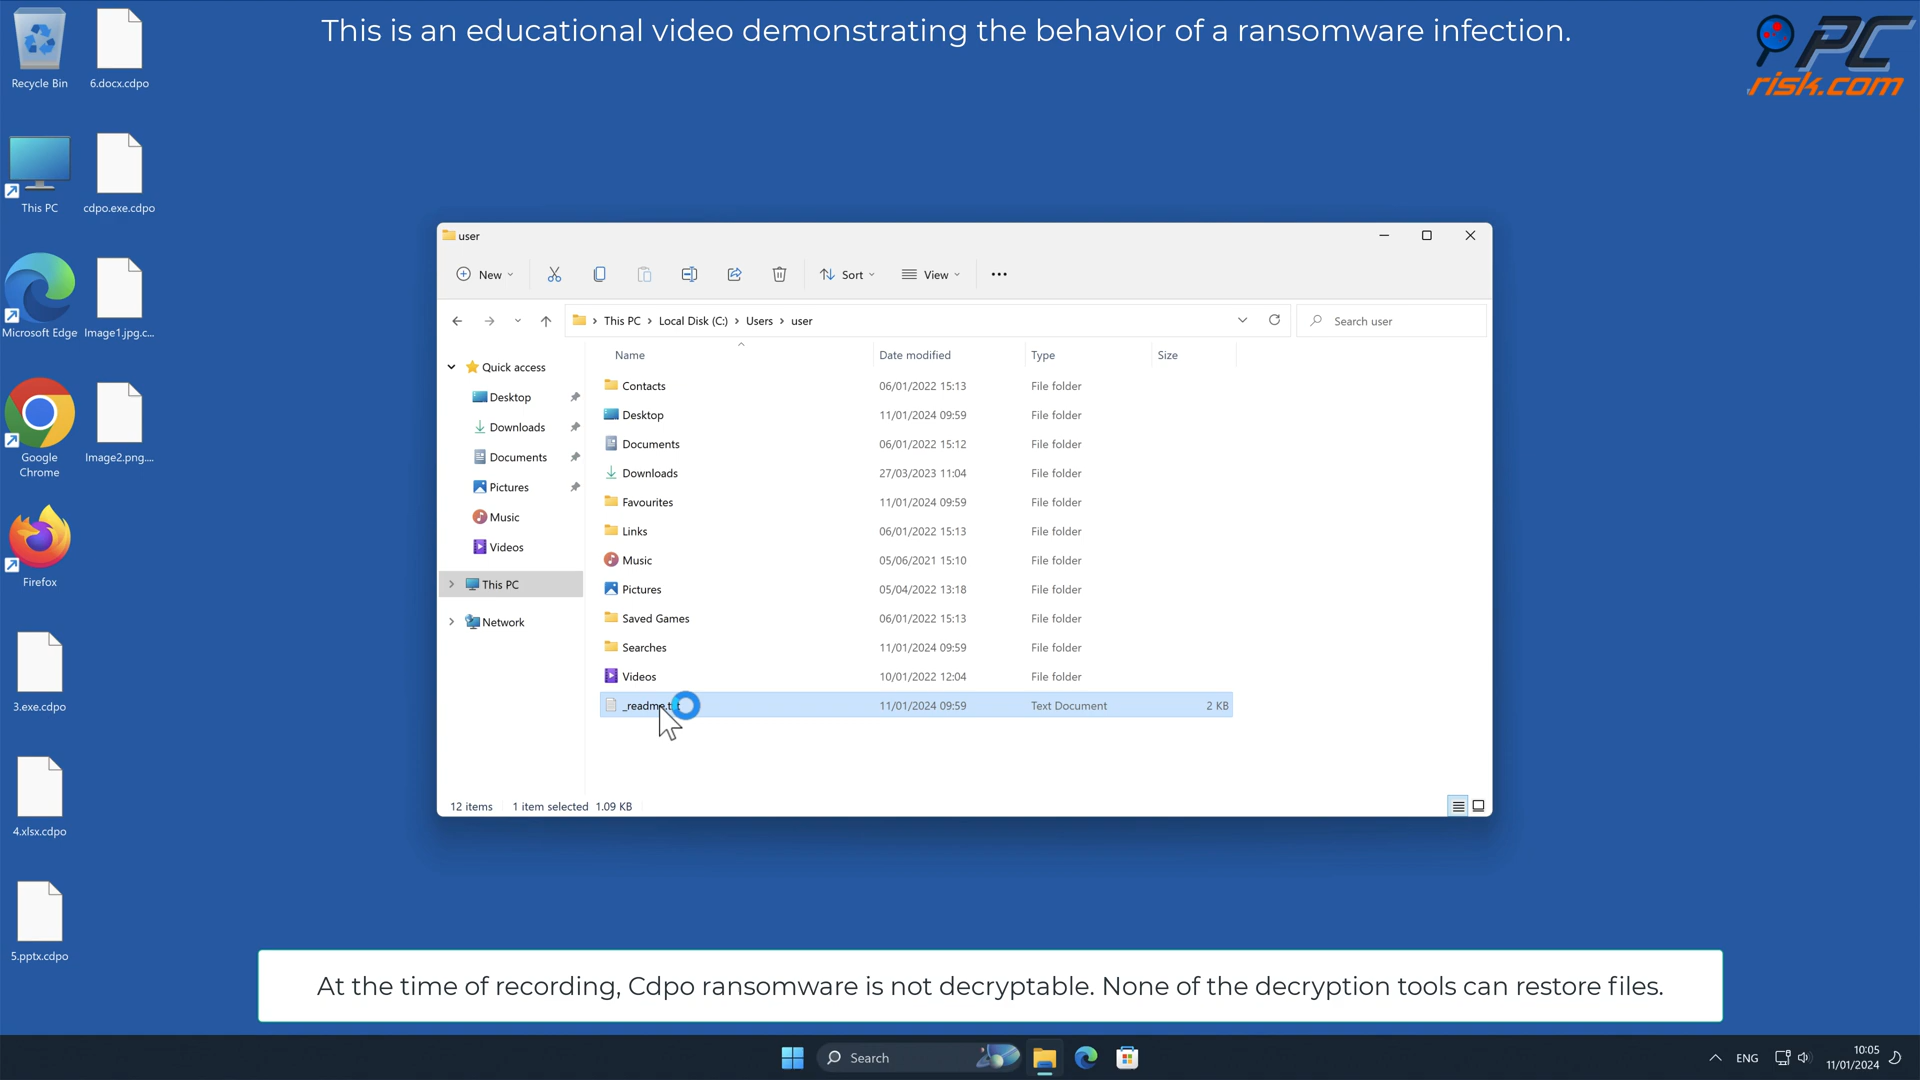 This is an educational video demonstrating the behavior of a ransomware infection.
PC
risk.com
Recycle Bin
6.docx.cdpo
This PC
cdpo.exe.cdpo
Microsoft Edge
Image1.jpg.c...
Google
Chrome
Image2.png....
Firefox
3.exe.cdpo
4.xlsx.cdpo
5.pptx.cdpo
user
New
Sort
View
This PC > Local Disk (C:) > Users > user
Search user
Name Date modified Type Size
Quick access
Desktop
Downloads
Documents
Pictures
Music
Videos
This PC
Network
Contacts 06/01/2022 15:13 File folder
Desktop 11/01/2024 09:59 File folder
Documents 06/01/2022 15:12 File folder
Downloads 27/03/2023 11:04 File folder
Favourites 11/01/2024 09:59 File folder
Links 06/01/2022 15:13 File folder
Music 05/06/2021 15:10 File folder
Pictures 05/04/2022 13:18 File folder
Saved Games 06/01/2022 15:13 File folder
Searches 11/01/2024 09:59 File folder
Videos 10/01/2022 12:04 File folder
_readme.txt 11/01/2024 09:59 Text Document 2 KB
12 items 1 item selected 1.09 KB
At the time of recording, Cdpo ransomware is not decryptable. None of the decryption tools can restore files.
Search
ENG
10:05
11/01/2024